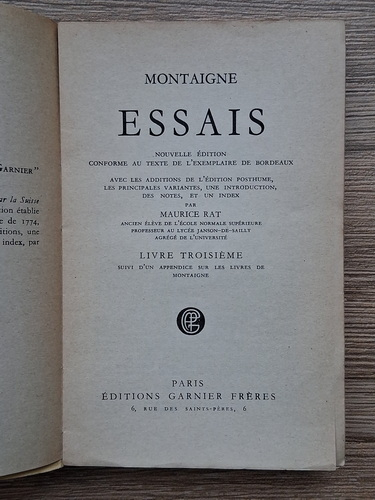 GARNIER"
ar la Suisse
tion établie
e de 1774.
itions, une
index, par
MONTAIGNE
ESSAIS
NOUVELLE ÉDITION
CONFORME AU TEXTE DE L'EXEMPLAIRE DE BORDEAUX
AVEC LES ADDITIONS DE L'ÉDITION POSTHUME,
LES PRINCIPALES VARIANTES, UNE INTRODUCTION,
DES NOTES, ET UN INDEX
PAR
MAURICE RAT
ANCIEN ÉLÈVE DE L'ÉCOLE NORMALE SUPÉRIEURE
PROFESSEUR AU LYCÉE JANSON-DE-SAILLY
AGRÉGÉ DE L'UNIVERSITÉ
LIVRE TROISIÈME
SUIVI D'UN APPENDICE SUR LES LIVRES DE
MONTAIGNE
PARIS
ÉDITIONS GARNIER FRÈRES
6, RUE DES SAINTS-PÈRES, 6